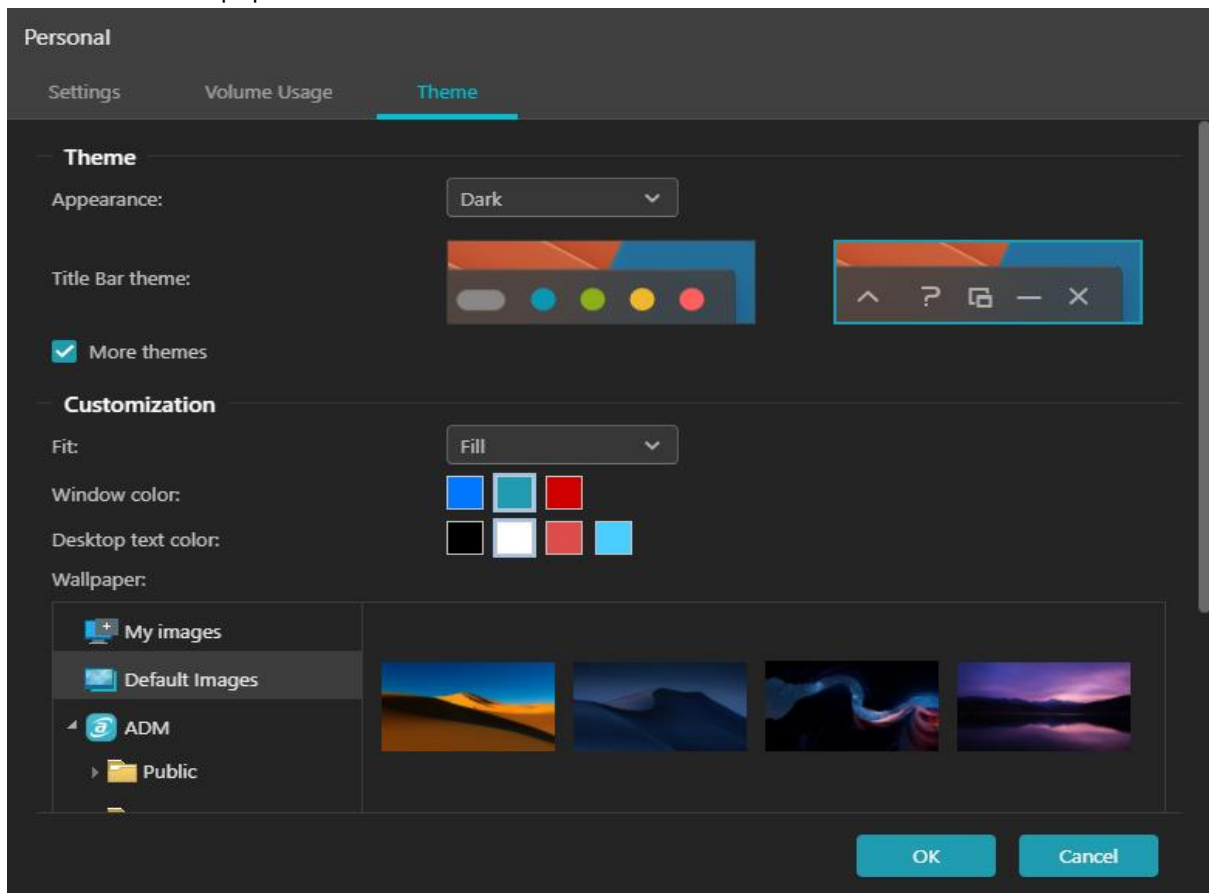 Personal
Settings Volume Usage Theme
Theme
Appearance: Dark
Title Bar theme:
More themes
Customization
Fit: Fill
Window color:
Desktop text color:
Wallpaper:
My images
Default Images
ADM
Public
OK Cancel